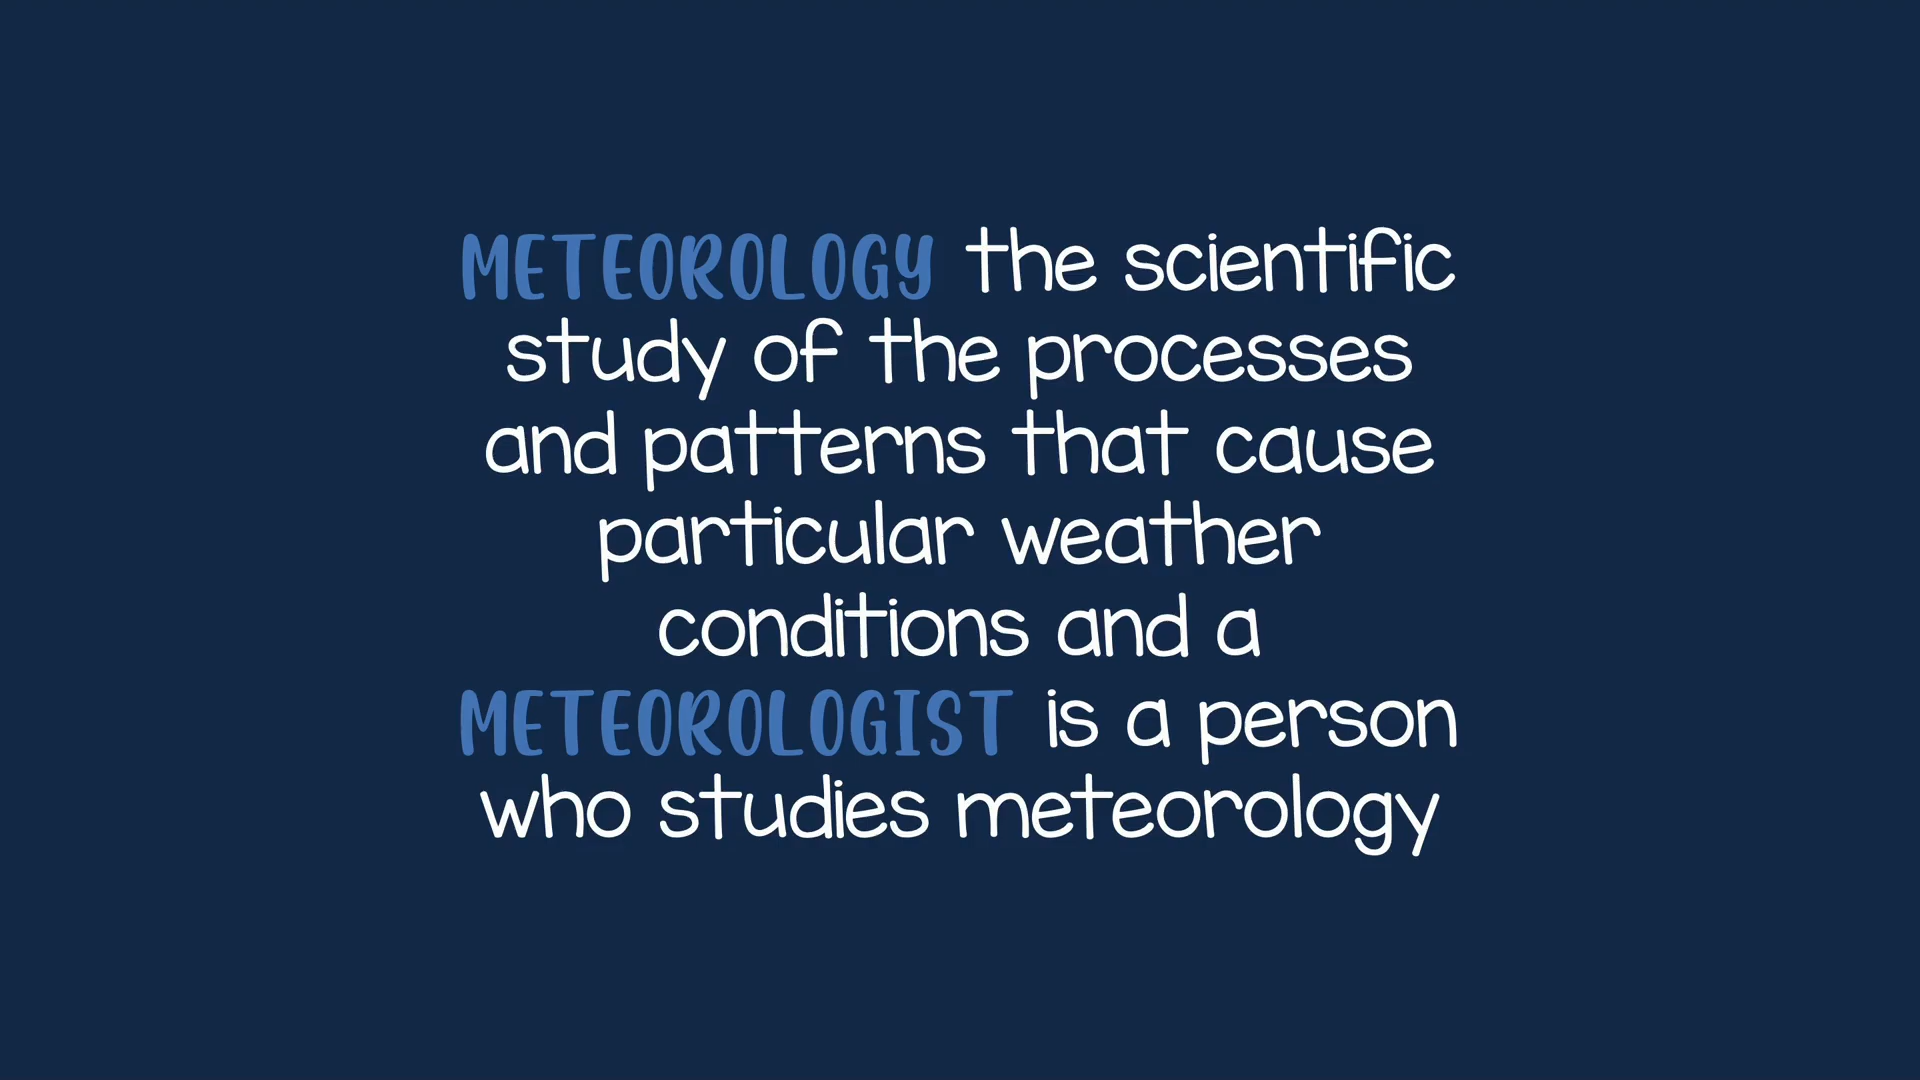 METEOROLOGY the scientific
study of the processes
and patterns that cause
particular weather
conditions and a
METEOROLOGIST is a person
who studies meteorology